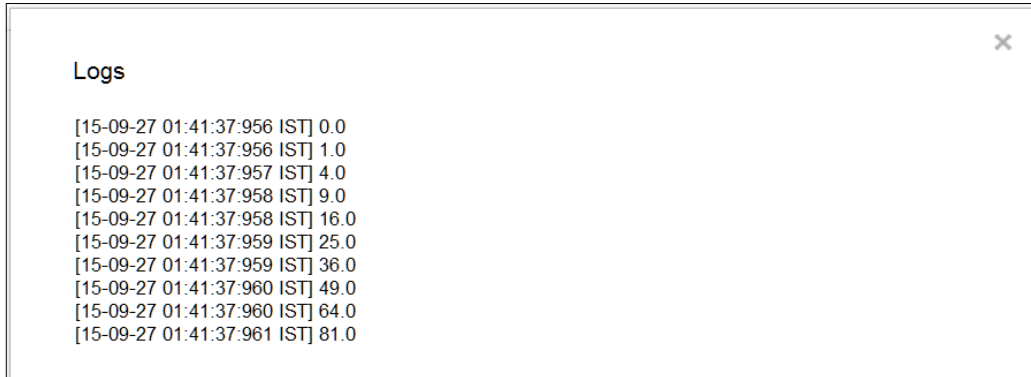 Logs
[15-09-27 01:41:37:956 IST] 0.0
[15-09-27 01:41:37:956 IST] 1.0
[15-09-27 01:41:37:957 IST] 4.0
[15-09-27 01:41:37:958 IST] 9.0
[15-09-27 01:41:37:958 IST] 16.0
[15-09-27 01:41:37:959 IST] 25.0
[15-09-27 01:41:37:959 IST] 36.0
[15-09-27 01:41:37:960 IST] 49.0
[15-09-27 01:41:37:960 IST] 64.0
[15-09-27 01:41:37:961 IST] 81.0